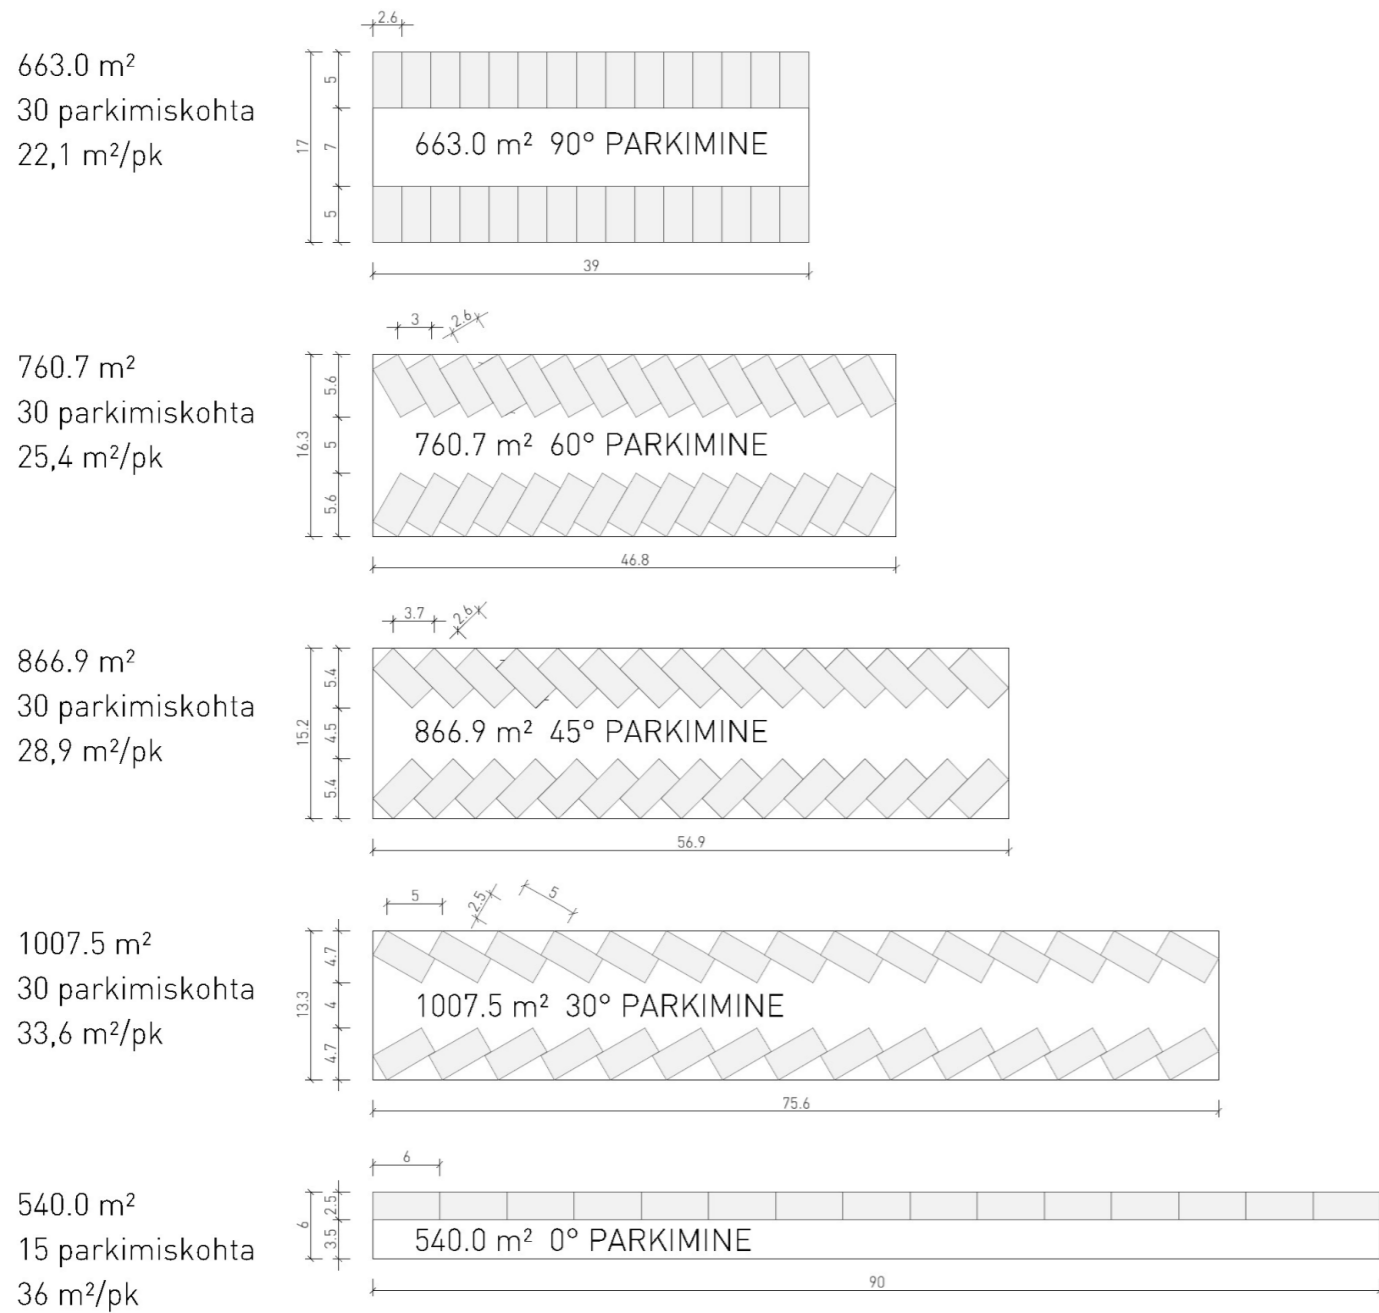 2.6
663.0 m²
30 parkimiskohta
22,1 m²/pk
17
5
7
5
663.0 m² 90° PARKIMINE
39
3
2.6
760.7 m²
30 parkimiskohta
25,4 m²/pk
16.3
5.6
5
5.6
760.7 m² 60° PARKIMINE
46.8
3.7
2.6
866.9 m²
30 parkimiskohta
28,9 m²/pk
15.2
5.4
4.5
5.4
866.9 m² 45° PARKIMINE
56.9
5
2.5
5
1007.5 m²
30 parkimiskohta
33,6 m²/pk
13.3
4.7
4
4.7
1007.5 m² 30° PARKIMINE
75.6
6
540.0 m²
15 parkimiskohta
36 m²/pk
6
2.5
3.5
540.0 m² 0° PARKIMINE
90